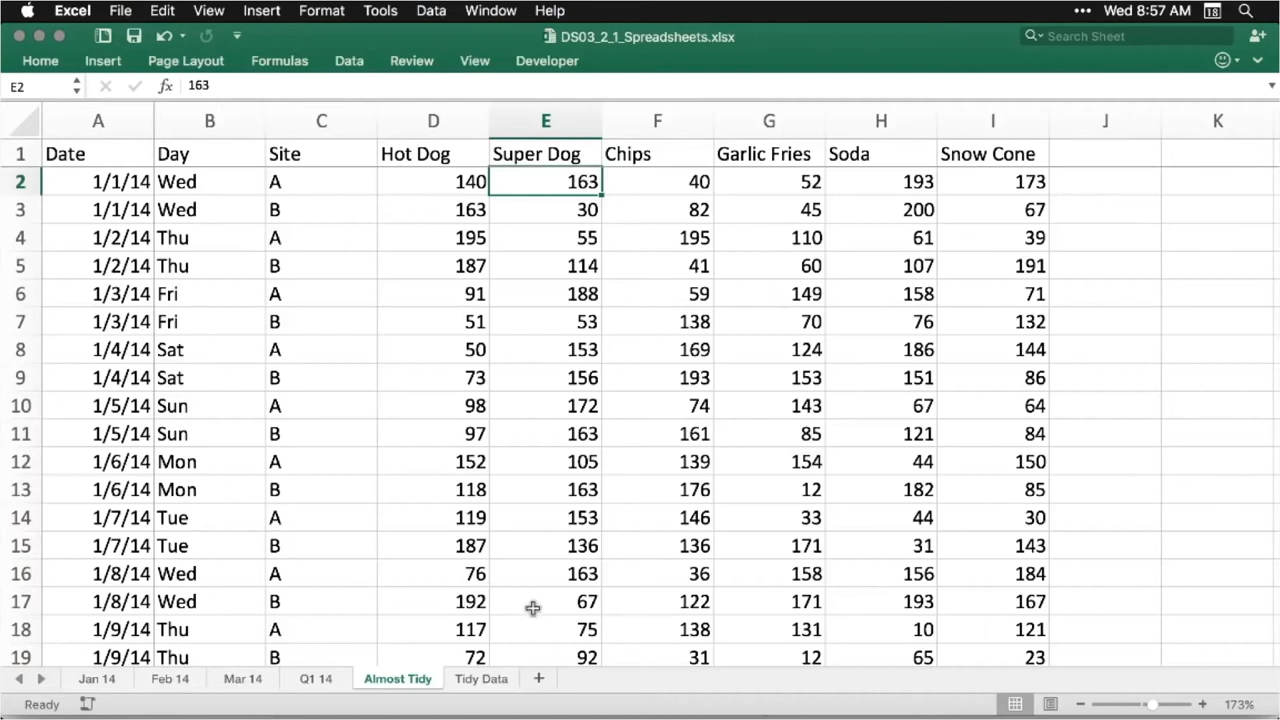 Excel File Edit View Insert Format Tools Data Window Help ••• Wed 8:57 AM 18
DS03_2_1_Spreadsheets.xlsx Search Sheet
Home Insert Page Layout Formulas Data Review View Developer
E2 fx 163
A B C D E F G H I J K
1 Date Day Site Hot Dog Super Dog Chips Garlic Fries Soda Snow Cone
2 1/1/14 Wed A 140 163 40 52 193 173
3 1/1/14 Wed B 163 30 82 45 200 67
4 1/2/14 Thu A 195 55 195 110 61 39
5 1/2/14 Thu B 187 114 41 60 107 191
6 1/3/14 Fri A 91 188 59 149 158 71
7 1/3/14 Fri B 51 53 138 70 76 132
8 1/4/14 Sat A 50 153 169 124 186 144
9 1/4/14 Sat B 73 156 193 153 151 86
10 1/5/14 Sun A 98 172 74 143 67 64
11 1/5/14 Sun B 97 163 161 85 121 84
12 1/6/14 Mon A 152 105 139 154 44 150
13 1/6/14 Mon B 118 163 176 12 182 85
14 1/7/14 Tue A 119 153 146 33 44 30
15 1/7/14 Tue B 187 136 136 171 31 143
16 1/8/14 Wed A 76 163 36 158 156 184
17 1/8/14 Wed B 192 67 122 171 193 167
18 1/9/14 Thu A 117 75 138 131 10 121
19 1/9/14 Thu B 72 92 31 12 65 23
Jan 14 Feb 14 Mar 14 Q1 14 Almost Tidy Tidy Data +
Ready − + 173%